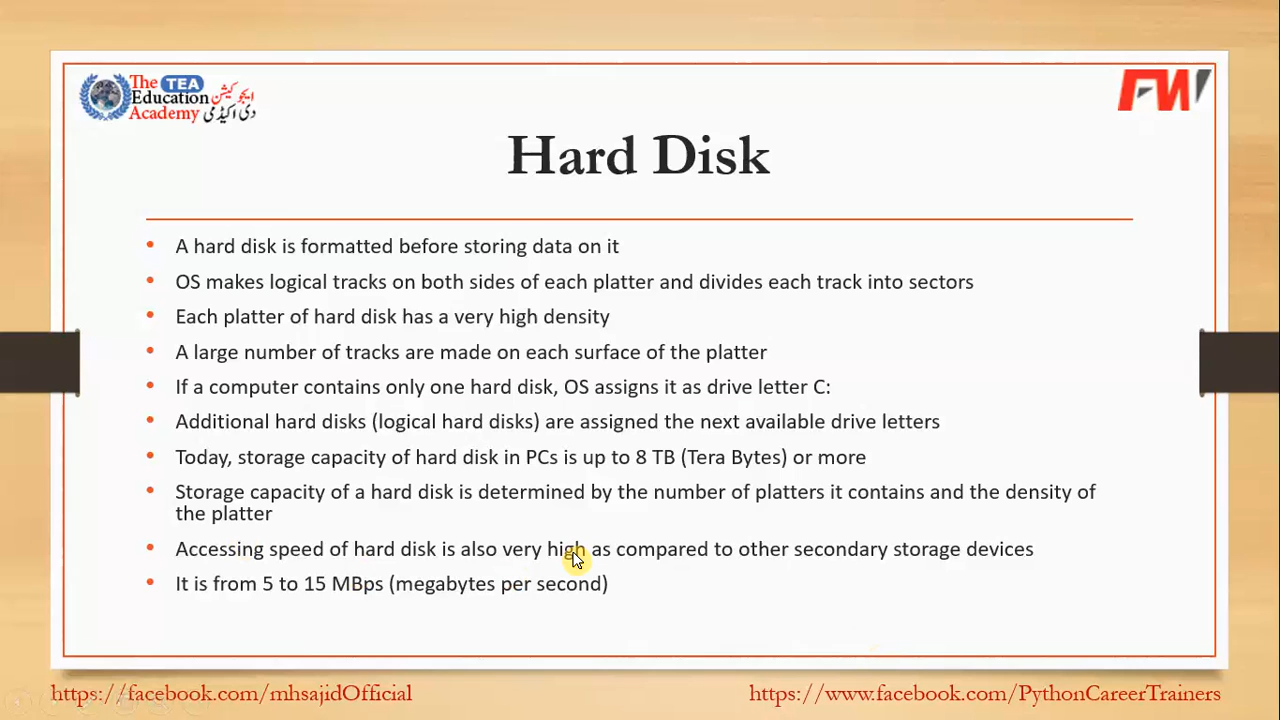 The TEA
Education ایجوکیشن
Academy دی اکیڈمی
FW
Hard Disk
• A hard disk is formatted before storing data on it
• OS makes logical tracks on both sides of each platter and divides each track into sectors
• Each platter of hard disk has a very high density
• A large number of tracks are made on each surface of the platter
• If a computer contains only one hard disk, OS assigns it as drive letter C:
• Additional hard disks (logical hard disks) are assigned the next available drive letters
• Today, storage capacity of hard disk in PCs is up to 8 TB (Tera Bytes) or more
• Storage capacity of a hard disk is determined by the number of platters it contains and the density of
the platter
• Accessing speed of hard disk is also very high as compared to other secondary storage devices
• It is from 5 to 15 MBps (megabytes per second)
https://facebook.com/mhsajidOfficial
https://www.facebook.com/PythonCareerTrainers